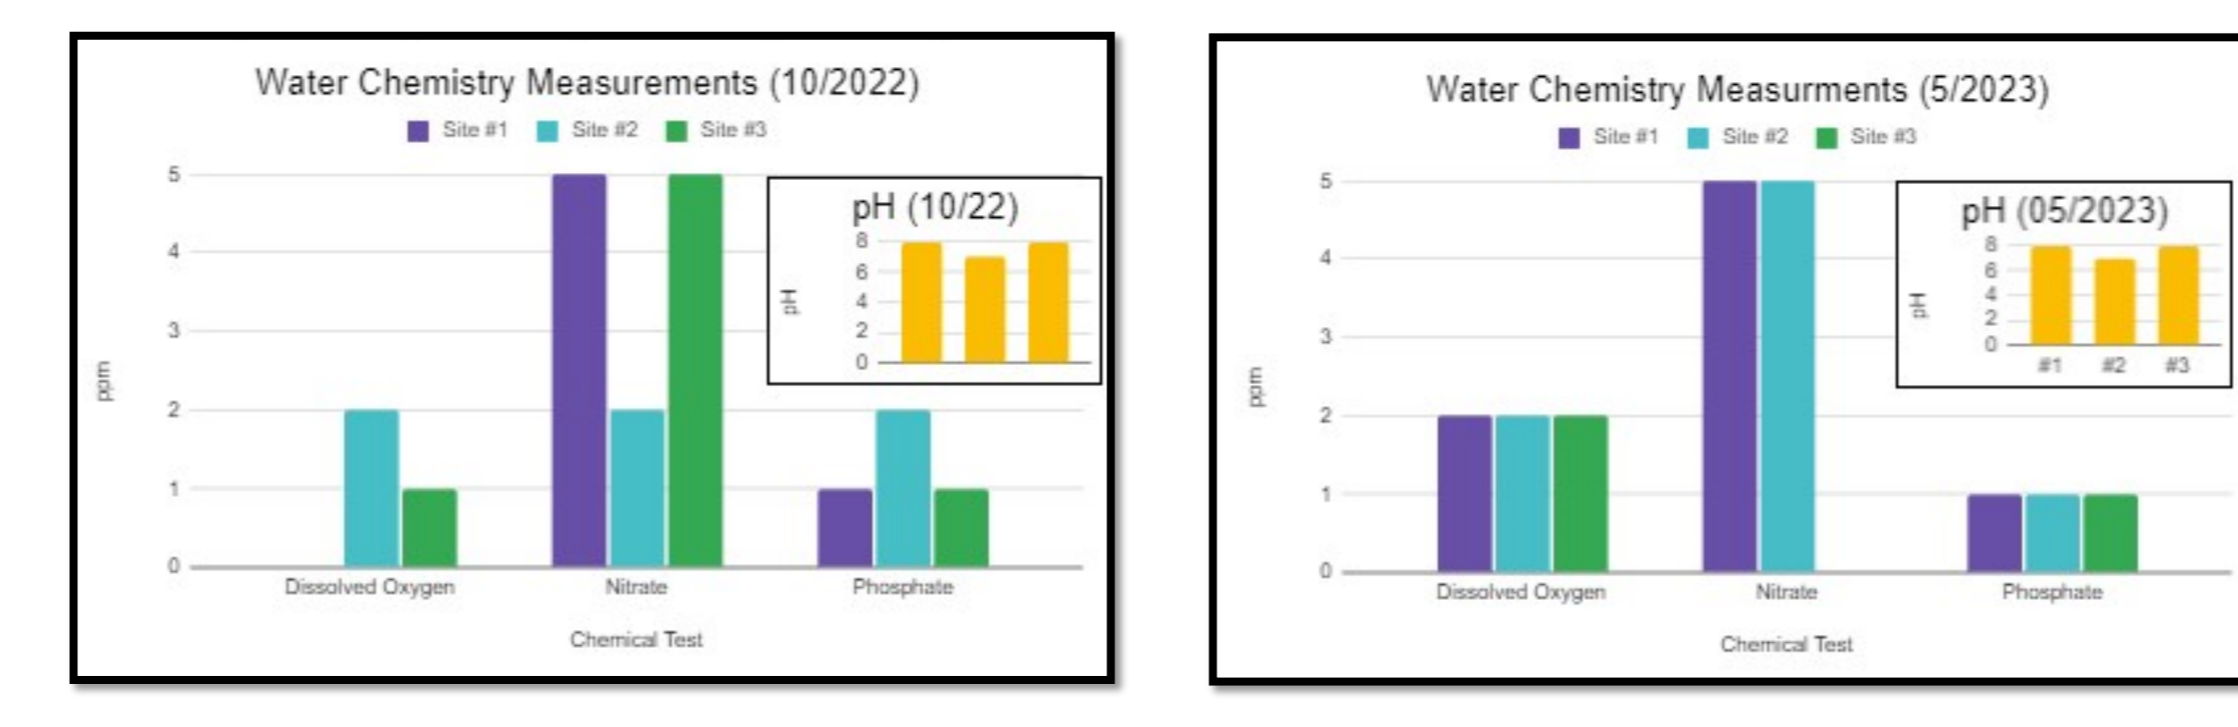 Water Chemistry Measurements (10/2022)
Site #1 Site #2 Site #3
5
4
3
2
1
0
ppm
Dissolved Oxygen Nitrate Phosphate
Chemical Test
pH (10/22)
8
6
4
2
0
pH
Water Chemistry Measurments (5/2023)
Site #1 Site #2 Site #3
5
4
3
2
1
0
ppm
Dissolved Oxygen Nitrate Phosphate
Chemical Test
pH (05/2023)
8
6
4
2
0
pH
#1 #2 #3